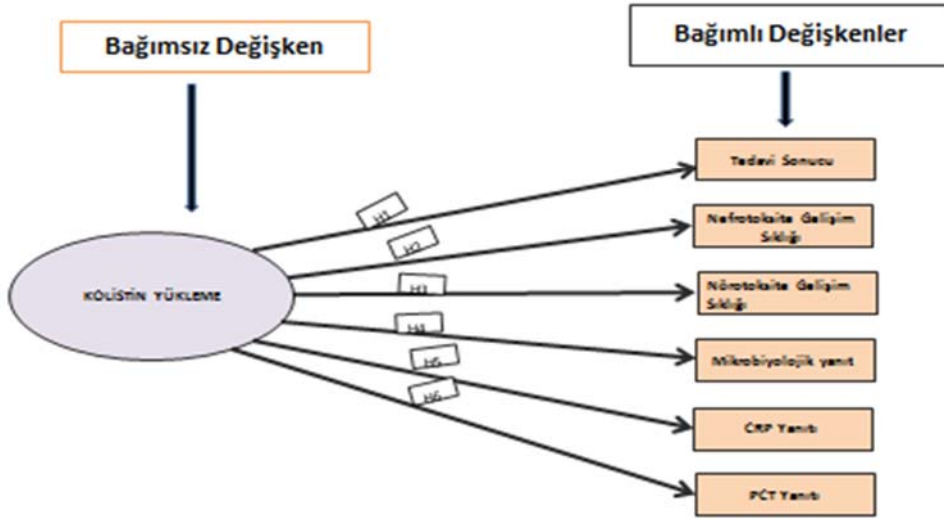 Bağımsız Değişken
Bağımlı Değişkenler
KOLİSTİN YÜKLEME
H1
H2
H3
H4
H5
H6
Tedavi Sonucu
Nefrotoksite Gelişim
Sıklığı
Nörotoksite Gelişim
Sıklığı
Mikrobiyolojik yanıt
CRP Yanıtı
PCT Yanıtı